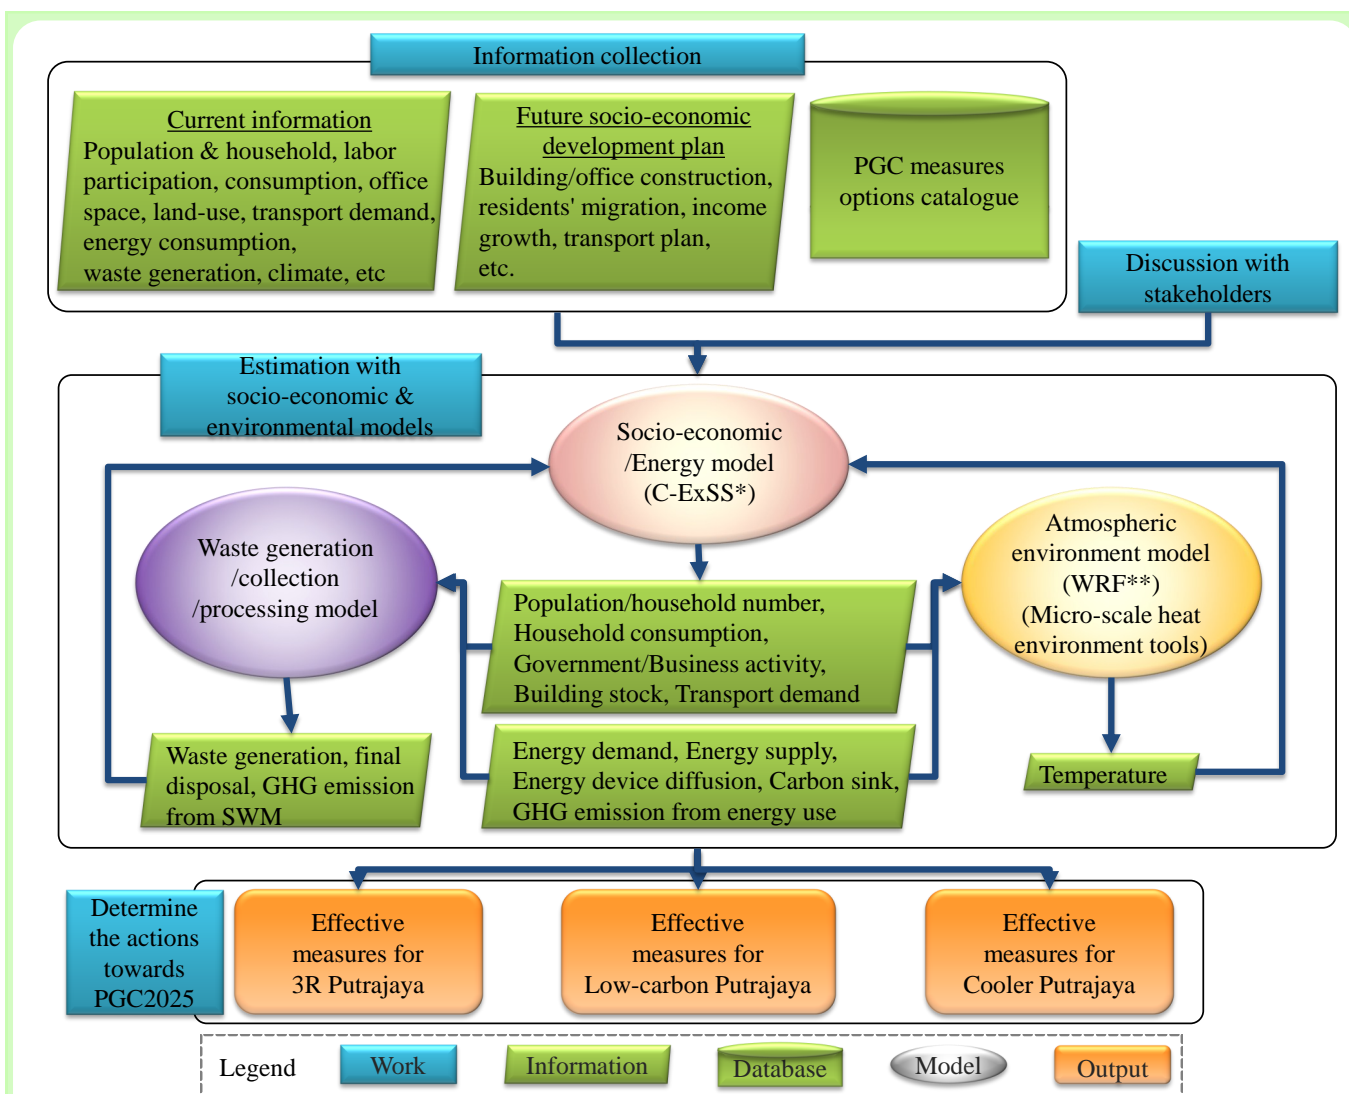 Information collection
Current information
Population & household, labor
participation, consumption, office
space, land-use, transport demand,
energy consumption,
waste generation, climate, etc
Future socio-economic
development plan
Building/office construction,
residents' migration, income
growth, transport plan,
etc.
PGC measures
options catalogue
Discussion with
stakeholders
Estimation with
socio-economic &
environmental models
Socio-economic
/Energy model
(C-ExSS*)
Waste generation
/collection
/processing model
Atmospheric
environment model
(WRF**)
(Micro-scale heat
environment tools)
Population/household number,
Household consumption,
Government/Business activity,
Building stock, Transport demand
Waste generation, final
disposal, GHG emission
from SWM
Energy demand, Energy supply,
Energy device diffusion, Carbon sink,
GHG emission from energy use
Temperature
Determine
the actions
towards
PGC2025
Effective
measures for
3R Putrajaya
Effective
measures for
Low-carbon Putrajaya
Effective
measures for
Cooler Putrajaya
Legend
Work
Information
Database
Model
Output